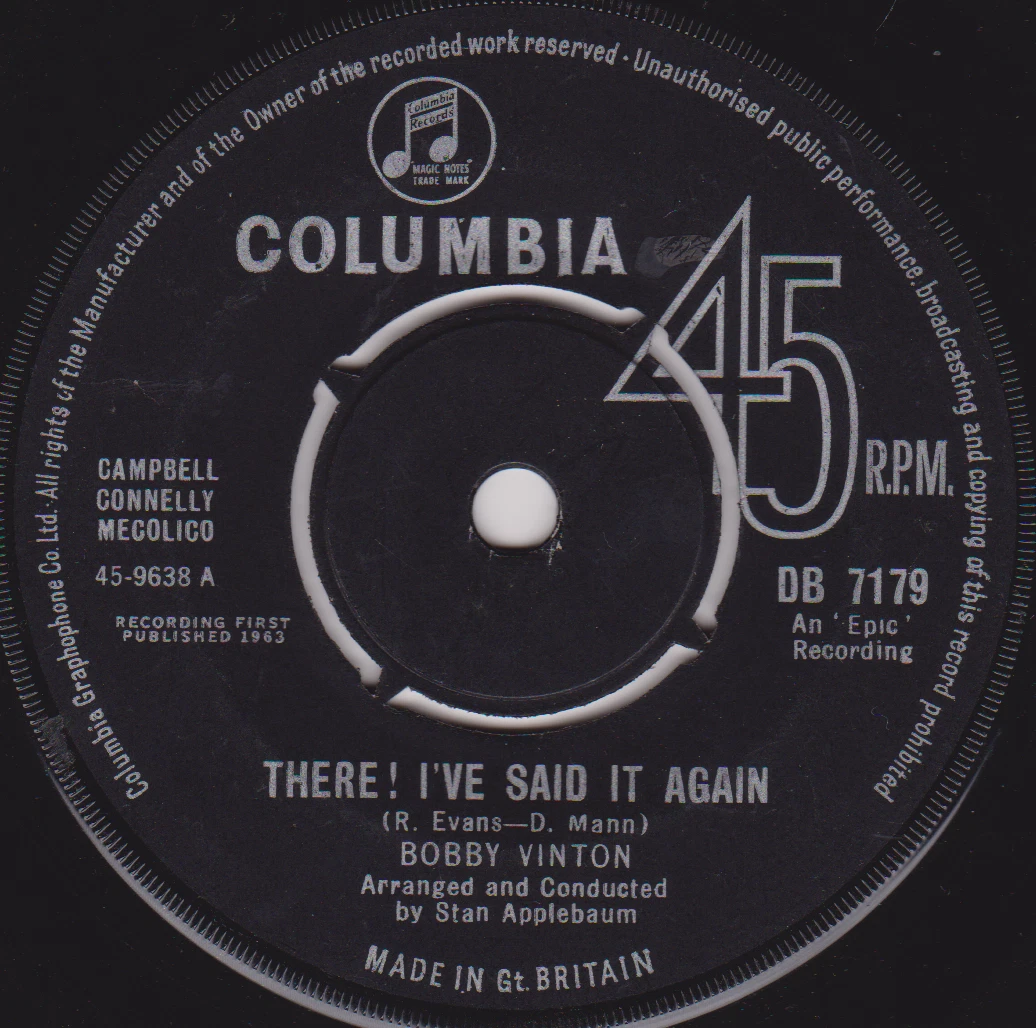 Columbia Graphophone Co. Ltd. · All rights of the Manufacturer and of the Owner of the recorded work reserved · Unauthorised public performance, broadcasting and copying of this record prohibited
Columbia
Records
"MAGIC NOTES"
TRADE MARK
COLUMBIA
45
R.P.M.
CAMPBELL
CONNELLY
MECOLICO
45-9638 A
RECORDING FIRST
PUBLISHED 1963
DB 7179
An 'Epic'
Recording
THERE! I'VE SAID IT AGAIN
(R. Evans—D. Mann)
BOBBY VINTON
Arranged and Conducted
by Stan Applebaum
MADE IN Gt. BRITAIN